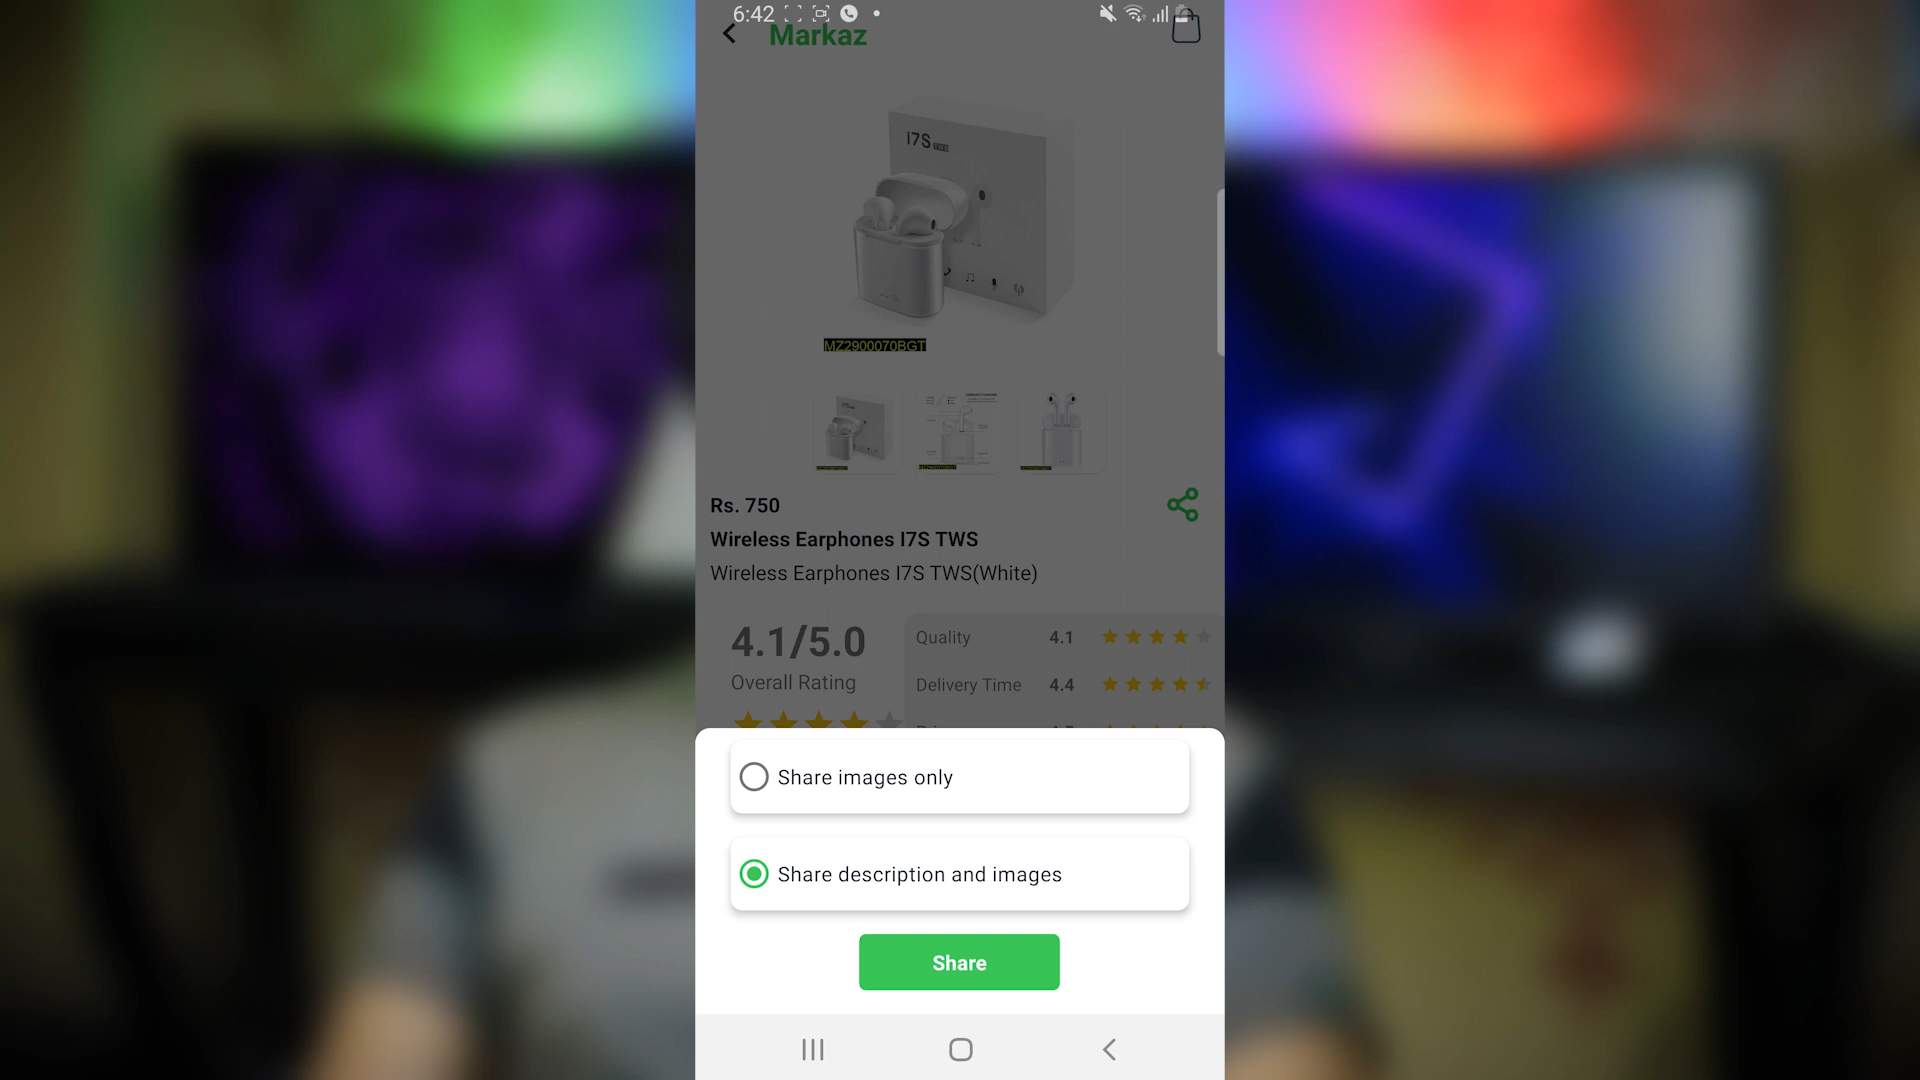 6:42
Markaz
I7S TWS
MZ2900070BGT
Rs. 750
Wireless Earphones I7S TWS
Wireless Earphones I7S TWS(White)
4.1/5.0
Overall Rating
Quality 4.1
Delivery Time 4.4
Share images only
Share description and images
Share